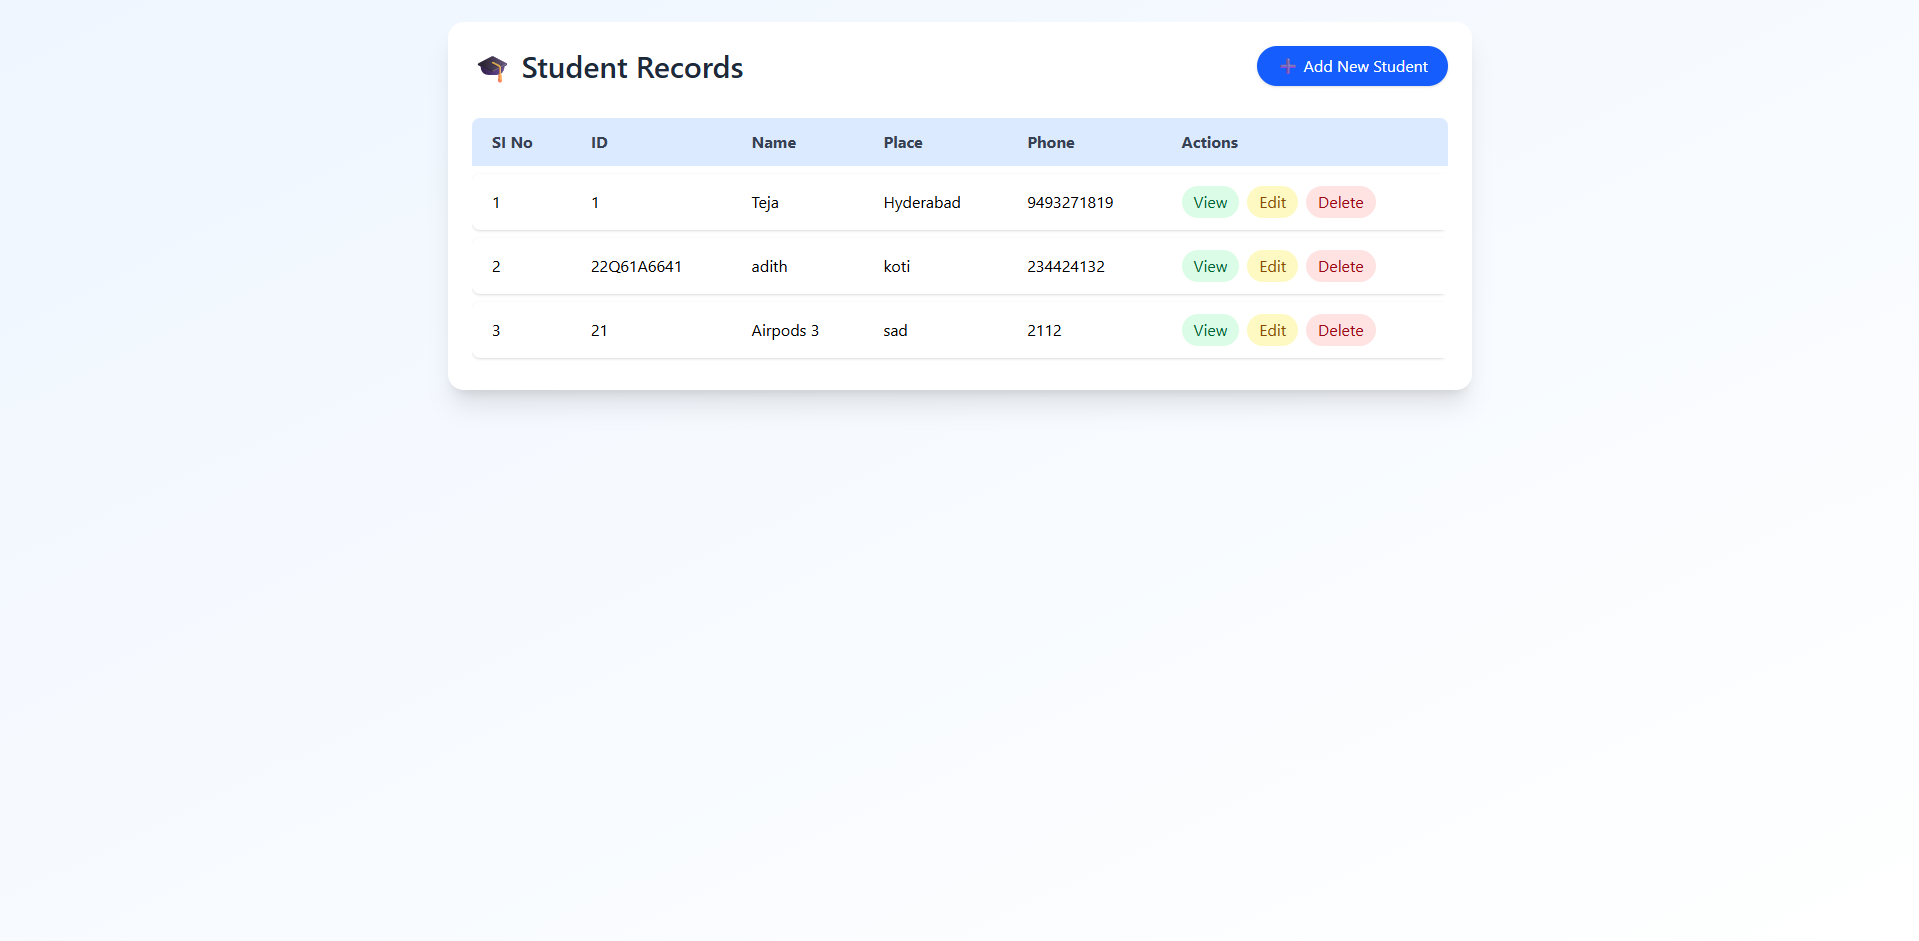 Student Records
Add New Student
SI No ID Name Place Phone Actions
1 1 Teja Hyderabad 9493271819 View Edit Delete
2 22Q61A6641 adith koti 234424132 View Edit Delete
3 21 Airpods 3 sad 2112 View Edit Delete